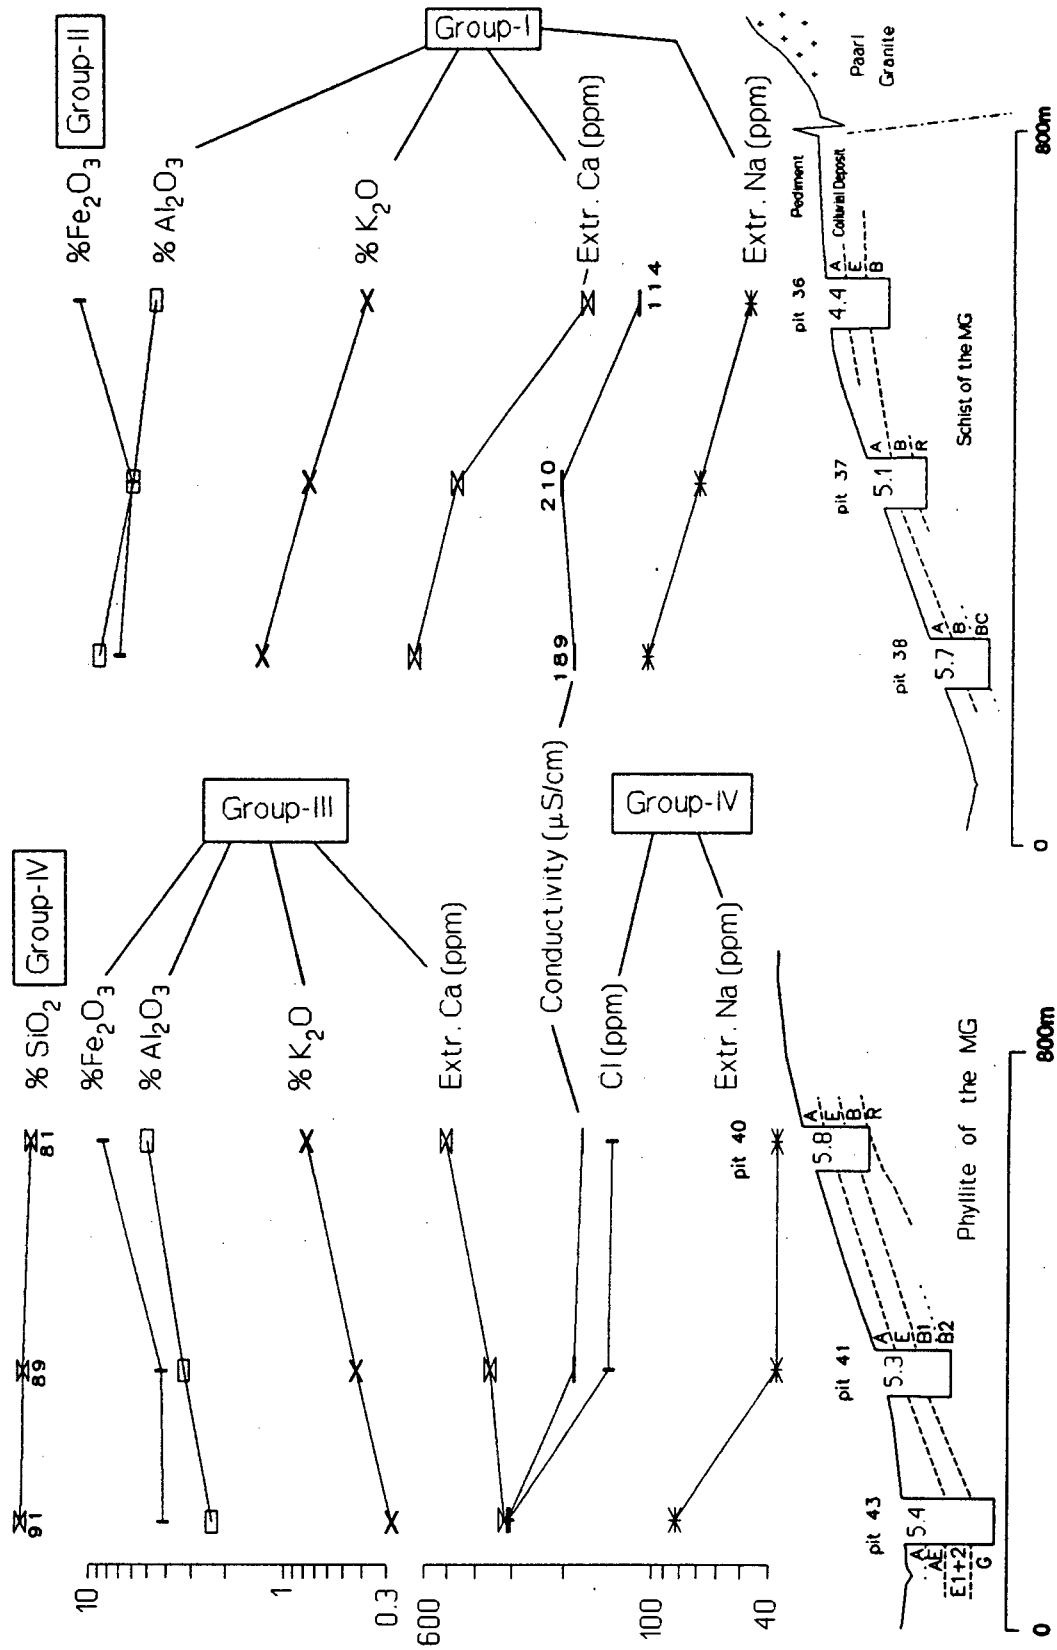 % SiO2
Group-IV
91
89
81
%Fe2O3
% Al2O3
Group-III
% K2O
Extr. Ca (ppm)
Conductivity (µS/cm)
Cl (ppm)
Group-IV
Extr. Na (ppm)
10
1
0.3
600
100
40
pit 43
5.4
A
AE
E1+2
G
pit 41
5.3
A
E
B1
B2
pit 40
5.8
A
E
B
R
Phyllite of the MG
0
800m
Group-II
%Fe2O3
% Al2O3
Group-I
% K2O
Extr. Ca (ppm)
189
210
114
Extr. Na (ppm)
pit 38
5.7
A
B
BC
pit 37
5.1
A
B
R
pit 36
4.4
A
E
B
Pediment
Colluvial Deposit
Paarl
Granite
Schist of the MG
0
800m